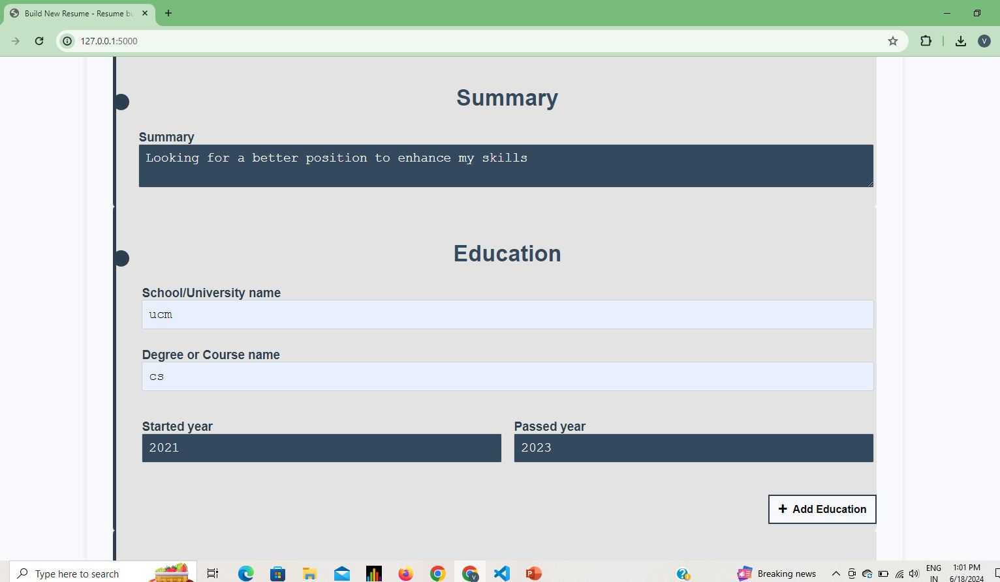 Build New Resume - Resume bu
127.0.0.1:5000
V
Summary
Summary
Looking for a better position to enhance my skills
Education
School/University name
ucm
Degree or Course name
cs
Started year
Passed year
2021
2023
+ Add Education
Type here to search
V
P
Breaking news
ENG
IN
1:01 PM
6/18/2024